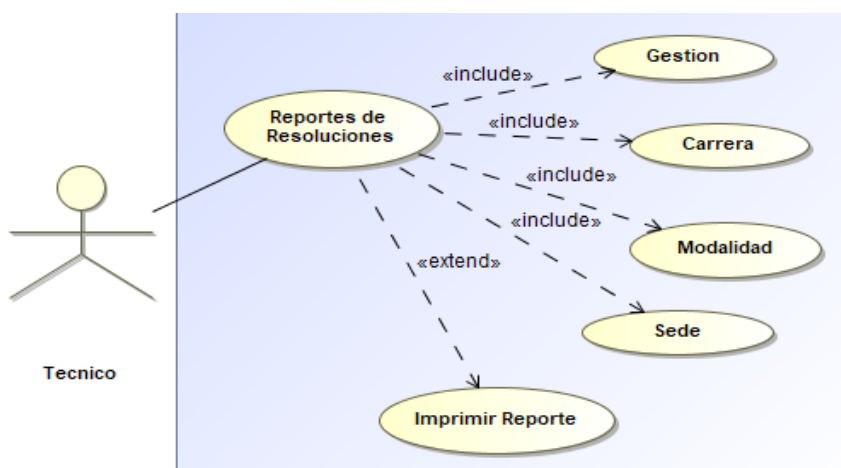 Gestion
«include»
Reportes de
Resoluciones
«include»
Carrera
«include»
«include»
Modalidad
«extend»
Sede
Tecnico
Imprimir Reporte